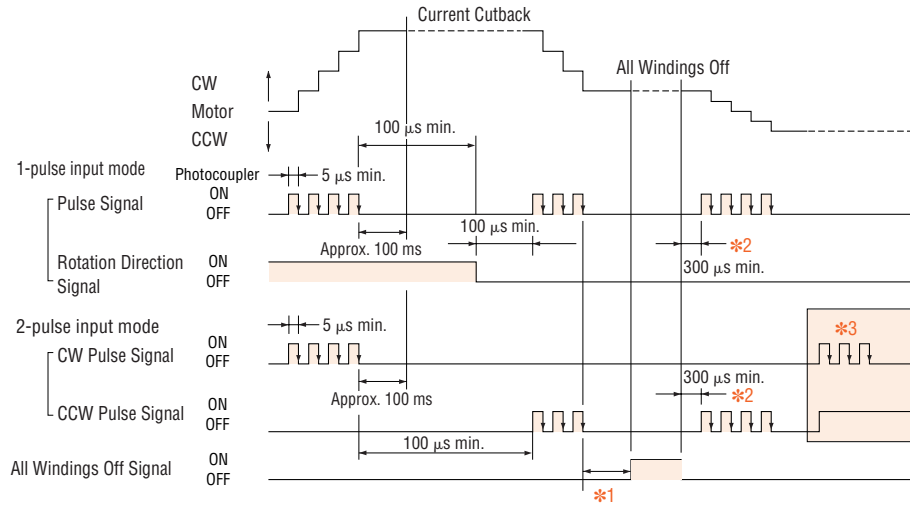 Current Cutback
All Windings Off
CW
Motor
CCW
100 μs min.
1-pulse input mode
Photocoupler
5 μs min.
Pulse Signal
ON
OFF
100 μs min.
*2
Approx. 100 ms
300 μs min.
Rotation Direction
Signal
ON
OFF
2-pulse input mode
5 μs min.
*3
CW Pulse Signal
ON
OFF
300 μs min.
*2
Approx. 100 ms
CCW Pulse Signal
ON
OFF
100 μs min.
All Windings Off Signal
ON
OFF
*1